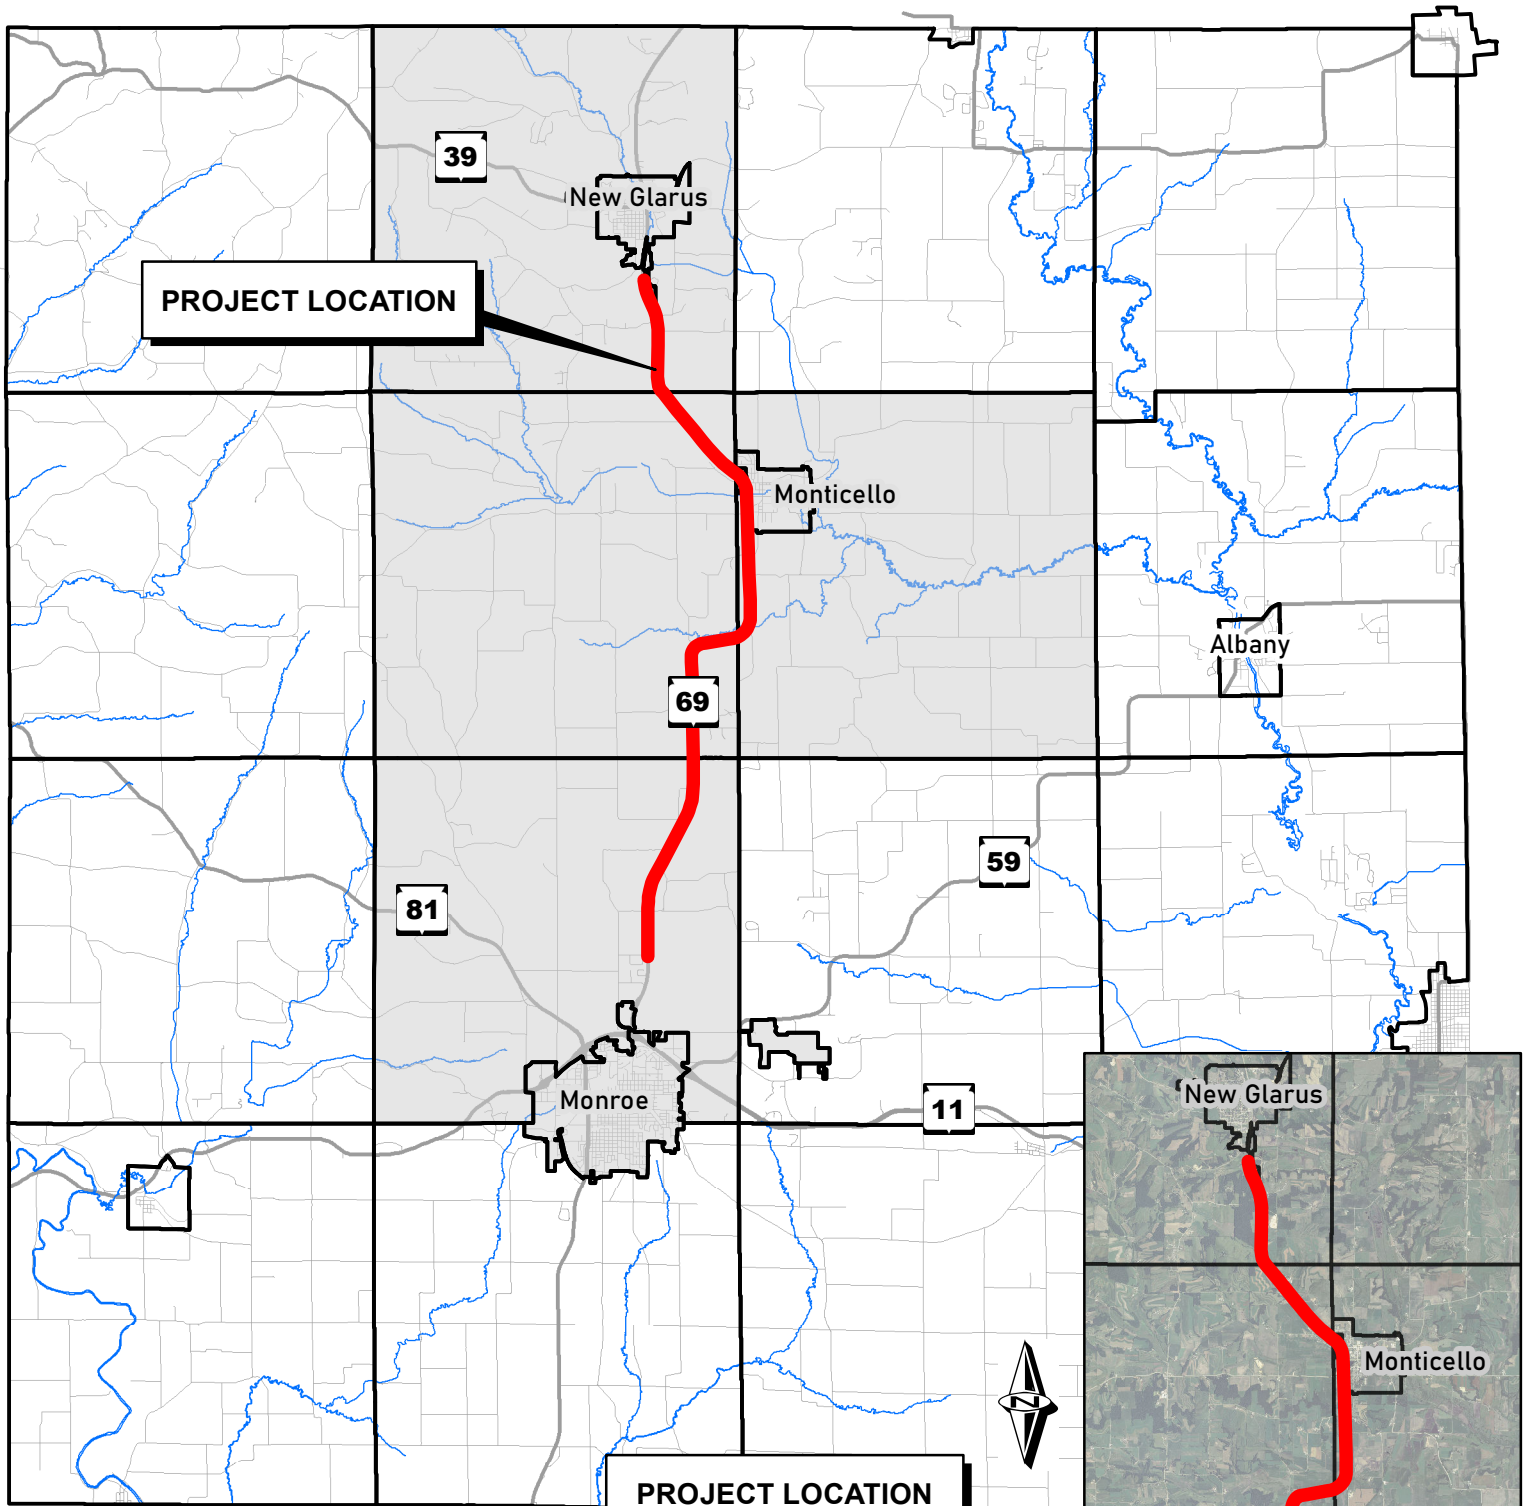 39
New Glarus
PROJECT LOCATION
Monticello
Albany
69
59
81
New Glarus
Monroe
11
Monticello
N
PROJECT LOCATION